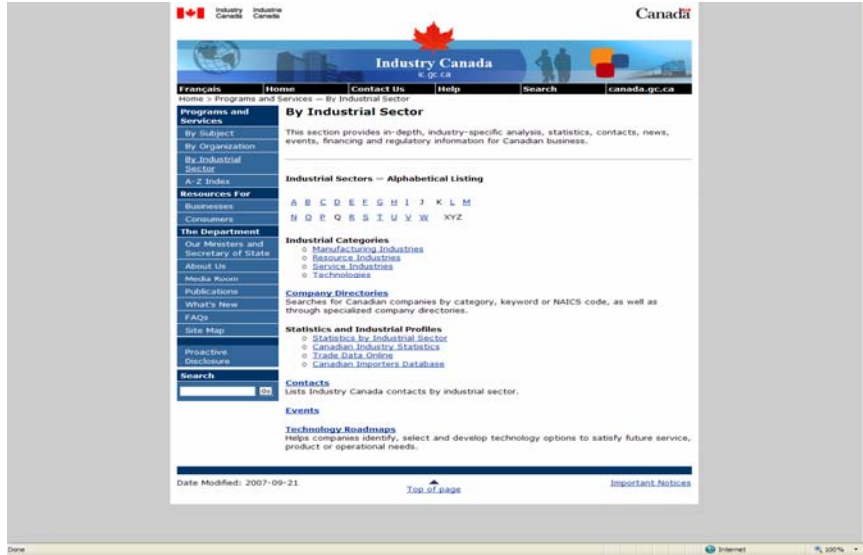 Industry Industrie
Canada Canada
Canada
Industry Canada
ic.gc.ca
Français Home Contact Us Help Search canada.gc.ca
Home > Programs and Services — By Industrial Sector
Programs and
Services
By Subject
By Organization
By Industrial
Sector
A-Z Index
Resources For
Businesses
Consumers
The Department
Our Ministers and
Secretary of State
About Us
Media Room
Publications
What's New
FAQs
Site Map
Proactive
Disclosure
Search
Go
By Industrial Sector
This section provides in-depth, industry-specific analysis, statistics, contacts, news,
events, financing and regulatory information for Canadian business.
Industrial Sectors — Alphabetical Listing
A B C D E F G H I J K L M
N O P Q R S T U V W XYZ
Industrial Categories
Manufacturing Industries
Resource Industries
Service Industries
Technologies
Company Directories
Searches for Canadian companies by category, keyword or NAICS code, as well as
through specialized company directories.
Statistics and Industrial Profiles
Statistics by Industrial Sector
Canadian Industry Statistics
Trade Data Online
Canadian Importers Database
Contacts
Lists Industry Canada contacts by industrial sector.
Events
Technology Roadmaps
Helps companies identify, select and develop technology options to satisfy future service,
product or operational needs.
Date Modified: 2007-09-21
Top of page
Important Notices
Done
Internet
100%